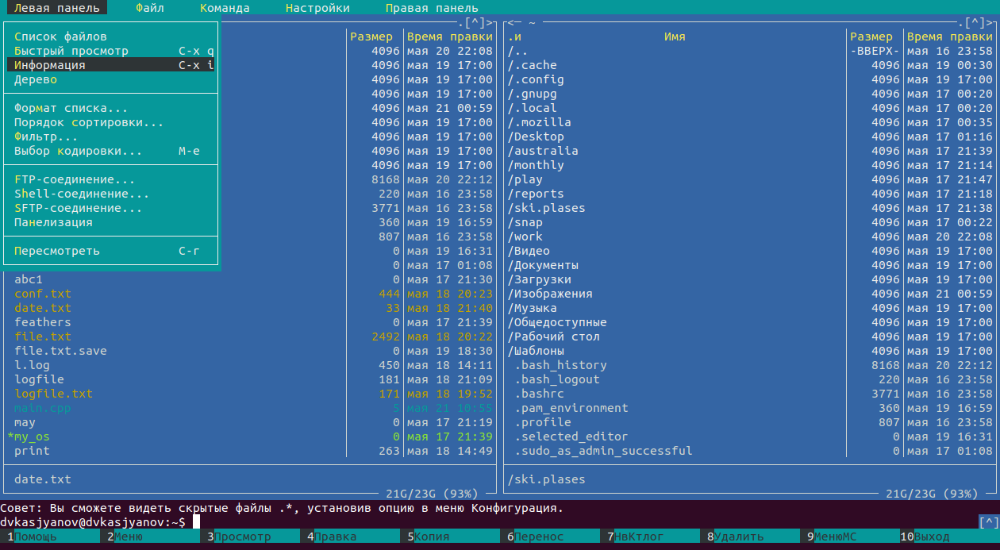 Левая панель Файл Команда Настройки Правая панель
.[^]> <─ ~ .[^]>
Список файлов Размер Время правки .и Имя Размер Время правки
Быстрый просмотр C-x q 4096 мая 20 22:08 /.. -ВВЕРХ- мая 16 23:58
Информация C-x i 4096 мая 19 17:00 /.cache 4096 мая 19 00:30
Дерево 4096 мая 19 17:00 /.config 4096 мая 19 17:00
4096 мая 19 17:00 /.gnupg 4096 мая 17 00:20
Формат списка... 4096 мая 21 00:59 /.local 4096 мая 17 00:20
Порядок сортировки... 4096 мая 19 17:00 /.mozilla 4096 мая 17 00:35
Фильтр... 4096 мая 19 17:00 /Desktop 4096 мая 17 01:16
Выбор кодировки... M-e 4096 мая 19 17:00 /australia 4096 мая 17 21:39
4096 мая 19 17:00 /monthly 4096 мая 17 21:14
FTP-соединение... 8168 мая 20 22:12 /play 4096 мая 17 21:47
Shell-соединение... 220 мая 16 23:58 /reports 4096 мая 17 21:18
SFTP-соединение... 3771 мая 16 23:58 /ski.plases 4096 мая 17 21:38
Панелизация 360 мая 19 16:59 /snap 4096 мая 17 00:22
807 мая 16 23:58 /work 4096 мая 20 22:08
Пересмотреть C-r 0 мая 19 16:31 /Видео 4096 мая 19 17:00
0 мая 17 01:08 /Документы 4096 мая 19 17:00
abc1 0 мая 17 21:30 /Загрузки 4096 мая 19 17:00
conf.txt 444 мая 18 20:23 /Изображения 4096 мая 21 00:59
date.txt 33 мая 18 21:40 /Музыка 4096 мая 19 17:00
feathers 0 мая 17 21:39 /Общедоступные 4096 мая 19 17:00
file.txt 2492 мая 18 20:22 /Рабочий стол 4096 мая 19 17:00
file.txt.save 0 мая 19 18:30 /Шаблоны 4096 мая 19 17:00
l.log 450 мая 18 14:11 .bash_history 8168 мая 20 22:12
logfile 181 мая 18 21:09 .bash_logout 220 мая 16 23:58
logfile.txt 171 мая 18 19:52 .bashrc 3771 мая 16 23:58
main.cpp 5 мая 21 10:55 .pam_environment 360 мая 19 16:59
may 0 мая 17 21:19 .profile 807 мая 16 23:58
*my_os 0 мая 17 21:39 .selected_editor 0 мая 19 16:31
print 263 мая 18 14:49 .sudo_as_admin_successful 0 мая 17 01:08
date.txt /ski.plases
21G/23G (93%) 21G/23G (93%)
Совет: Вы сможете видеть скрытые файлы .*, установив опцию в меню Конфигурация.
dvkasjyanov@dvkasjyanov:~$ [^]
1Помощь 2Меню 3Просмотр 4Правка 5Копия 6Перенос 7НвКтлог 8Удалить 9МенюMC 10Выход